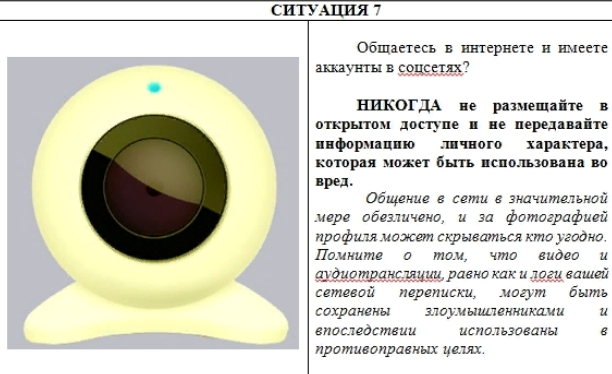 СИТУАЦИЯ 7
Общаетесь в интернете и имеете
аккаунты в соцсетях?
НИКОГДА не размещайте в
открытом доступе и не передавайте
информацию личного характера,
которая может быть использована во
вред.
Общение в сети в значительной
мере обезличено, и за фотографией
профиля может скрываться кто угодно.
Помните о том, что видео и
аудиотрансляции, равно как и логи вашей
сетевой переписки, могут быть
сохранены злоумышленниками и
впоследствии использованы в
противоправных целях.